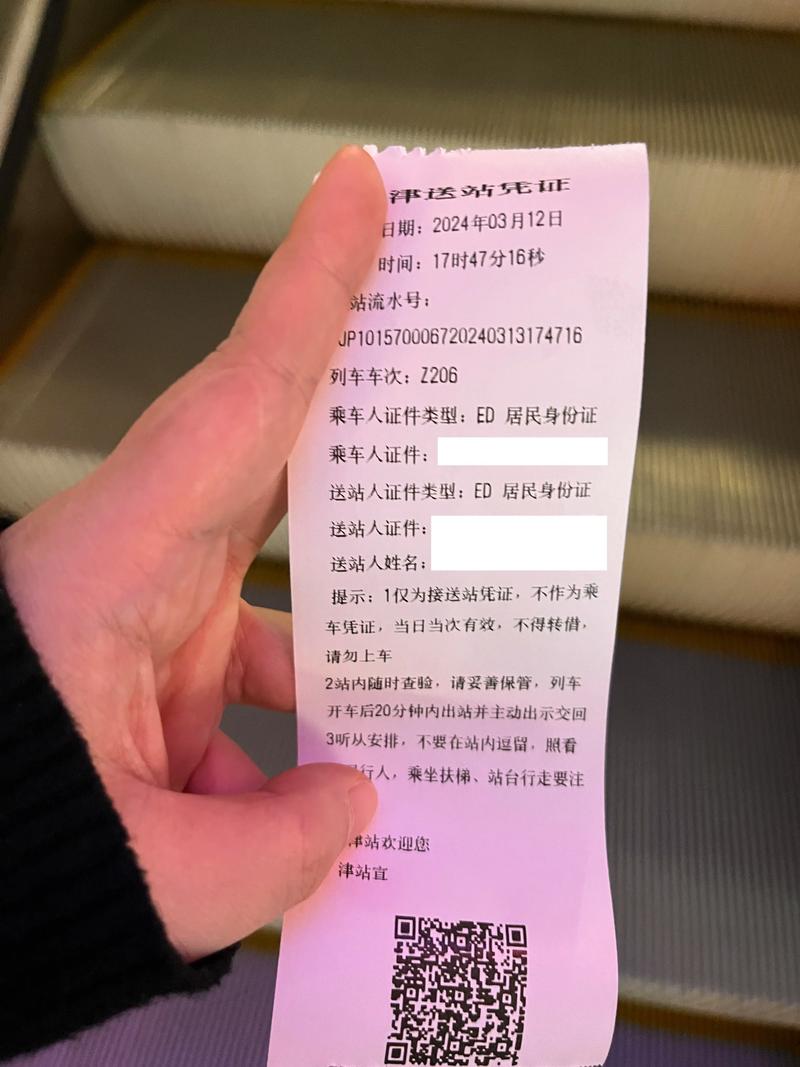 津送站凭证
日期：2024年03月12日
时间：17时47分16秒
站流水号：
JP101570006720240313174716
列车车次：Z206
乘车人证件类型：ED 居民身份证
乘车人证件：
送站人证件类型：ED 居民身份证
送站人证件：
送站人姓名：
提示：1仅为接送站凭证，不作为乘
车凭证，当日当次有效，不得转借，
请勿上车
2站内随时查验，请妥善保管，列车
开车后20分钟内出站并主动出示交回
3听从安排，不要在站内逗留，照看
行人，乘坐扶梯、站台行走要注
津站欢迎您
津站宣